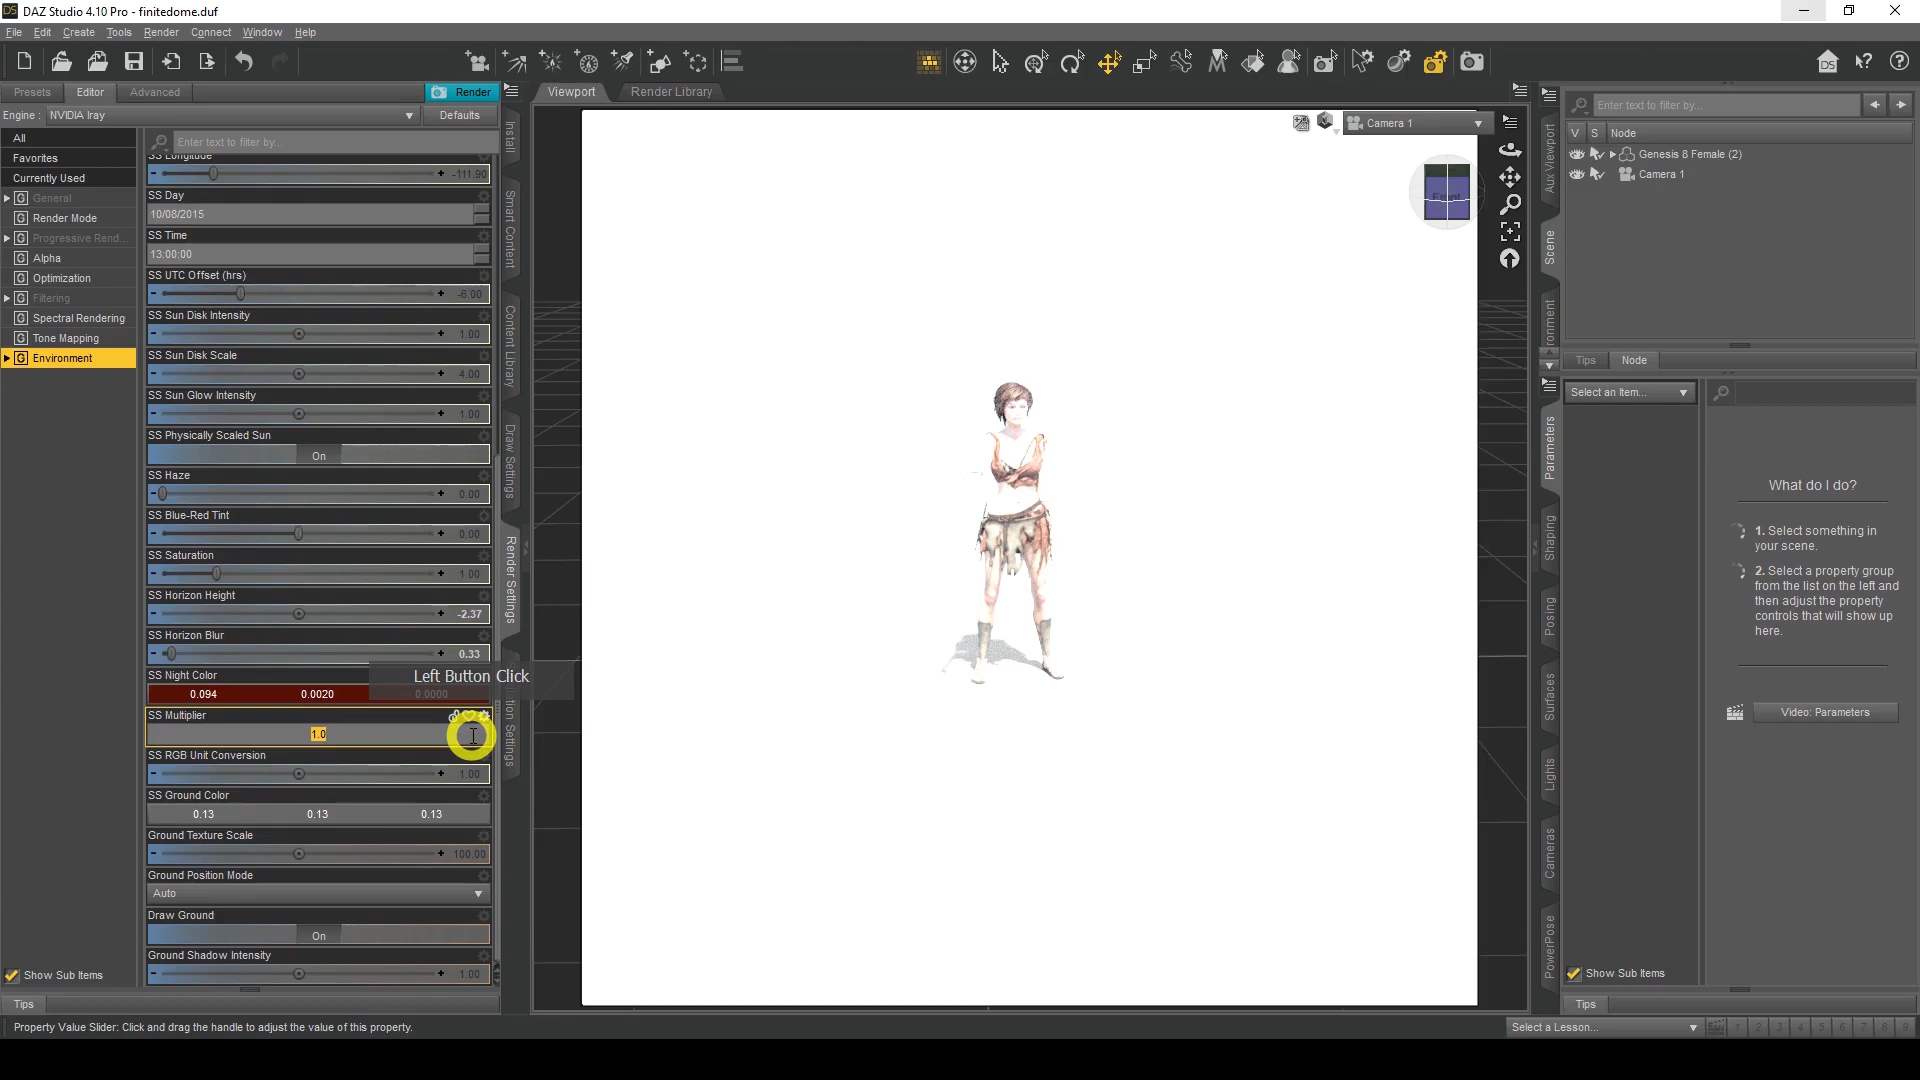 DAZ Studio 4.10 Pro - finitedome.duf
File Edit Create Tools Render Connect Window Help
Presets Editor Advanced Render
Viewport Render Library
Engine : NVIDIA Iray Defaults
All
Favorites
Currently Used
General
Render Mode
Progressive Rend...
Alpha
Optimization
Filtering
Spectral Rendering
Tone Mapping
Environment
Show Sub Items
Tips
Enter text to filter by...
SS Longitude
-111.90
SS Day
10/08/2015
SS Time
13:00:00
SS UTC Offset (hrs)
-6.00
SS Sun Disk Intensity
1.00
SS Sun Disk Scale
4.00
SS Sun Glow Intensity
1.00
SS Physically Scaled Sun
On
SS Haze
0.00
SS Blue-Red Tint
0.00
SS Saturation
1.00
SS Horizon Height
-2.37
SS Horizon Blur
0.33
SS Night Color
0.094 0.0020 0.0000
Left Button Click
SS Multiplier
1.0
SS RGB Unit Conversion
1.00
SS Ground Color
0.13 0.13 0.13
Ground Texture Scale
100.00
Ground Position Mode
Auto
Draw Ground
On
Ground Shadow Intensity
1.00
Install
Smart Content
Content Library
Draw Settings
Render Settings
Camera 1
Aux Viewport
Scene
Enter text to filter by...
V S Node
Genesis 8 Female (2)
Camera 1
Tips Node
Select an Item...
Parameters
Shaping
Posing
Surfaces
Lights
Cameras
PowerPose
What do I do?
1. Select something in
your scene.
2. Select a property group
from the list on the left and
then adjust the property
controls that will show up
here.
Video: Parameters
Show Sub Items
Tips
Property Value Slider: Click and drag the handle to adjust the value of this property.
Select a Lesson...
1 2 3 4 5 6 7 8 9